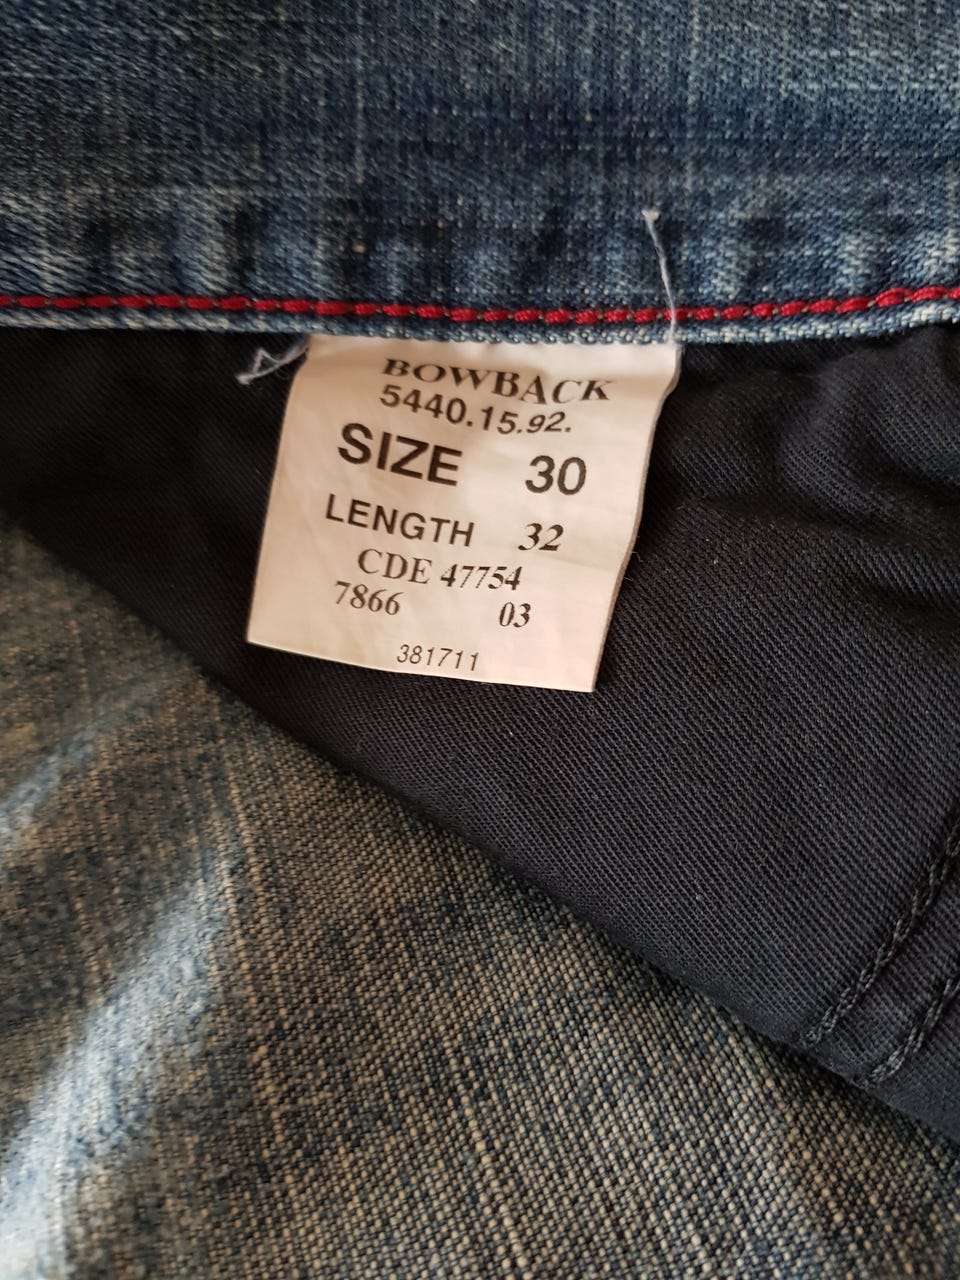 BOWBACK
5440.15.92.
SIZE 30
LENGTH 32
CDE 47754
7866 03
381711